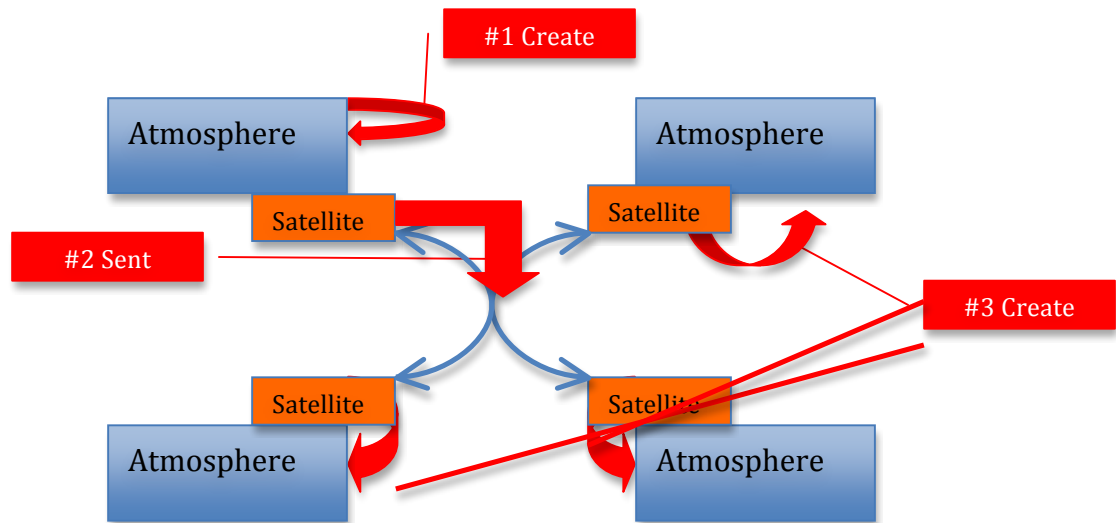 #1 Create
Atmosphere
Atmosphere
Satellite
Satellite
#2 Sent
#3 Create
Satellite
Satellite
Atmosphere
Atmosphere